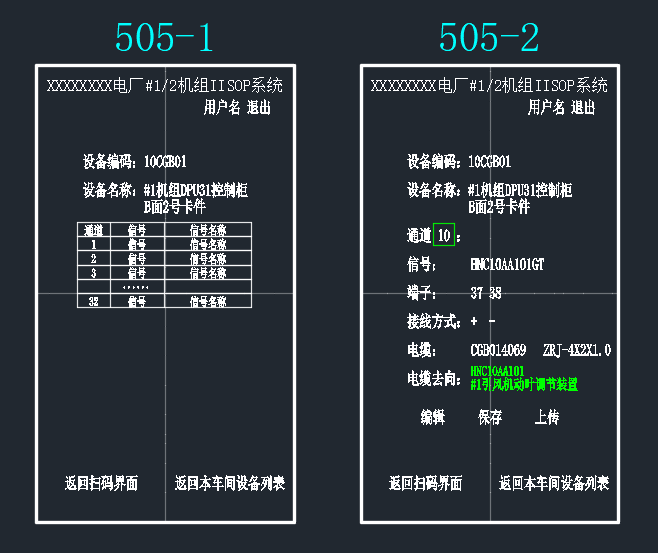 505-1
XXXXXXXX电厂#1/2机组IISOP系统
用户名 退出
设备编码：10CGB01
设备名称：#1机组DPU31控制柜
B面2号卡件
通道 信号 信号名称
1 信号 信号名称
2 信号 信号名称
3 信号 信号名称
......
32 信号 信号名称
返回扫码界面 返回本车间设备列表
505-2
XXXXXXXX电厂#1/2机组IISOP系统
用户名 退出
设备编码：10CGB01
设备名称：#1机组DPU31控制柜
B面2号卡件
通道 10 ：
信号： HNC10AA101GT
端子： 37 38
接线方式：+ -
电缆： CGB014069 ZRJ-4X2X1.0
电缆去向：HNC10AA101
#1引风机动叶调节装置
编辑 保存 上传
返回扫码界面 返回本车间设备列表